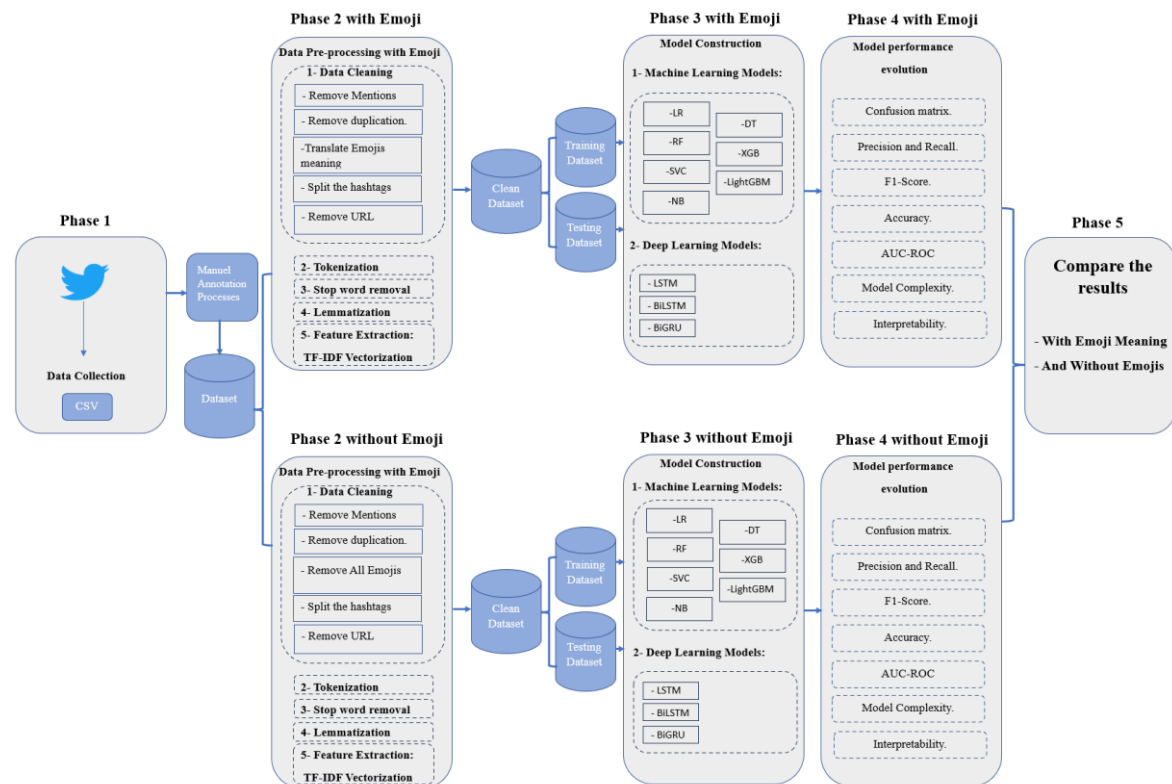 Phase 1
Data Collection
CSV
Manuel
Annotation
Processes
Dataset
Phase 2 with Emoji
Data Pre-processing with Emoji
1- Data Cleaning
- Remove Mentions
- Remove duplication.
-Translate Emojis
meaning
- Split the hashtags
- Remove URL
2- Tokenization
3- Stop word removal
4- Lemmatization
5- Feature Extraction:
TF-IDF Vectorization
Clean
Dataset
Training
Dataset
Testing
Dataset
Phase 3 with Emoji
Model Construction
1- Machine Learning Models:
-LR
-RF
-SVC
-NB
-DT
-XGB
-LightGBM
2- Deep Learning Models:
- LSTM
- BiLSTM
- BiGRU
Phase 4 with Emoji
Model performance
evolution
Confusion matrix.
Precision and Recall.
F1-Score.
Accuracy.
AUC-ROC
Model Complexity.
Interpretability.
Phase 2 without Emoji
Data Pre-processing with Emoji
1- Data Cleaning
- Remove Mentions
- Remove duplication.
- Remove All Emojis
- Split the hashtags
- Remove URL
2- Tokenization
3- Stop word removal
4- Lemmatization
5- Feature Extraction:
TF-IDF Vectorization
Clean
Dataset
Training
Dataset
Testing
Dataset
Phase 3 without Emoji
Model Construction
1- Machine Learning Models:
-LR
-RF
-SVC
-NB
-DT
-XGB
-LightGBM
2- Deep Learning Models:
- LSTM
- BiLSTM
- BiGRU
Phase 4 without Emoji
Model performance
evolution
Confusion matrix.
Precision and Recall.
F1-Score.
Accuracy.
AUC-ROC
Model Complexity.
Interpretability.
Phase 5
Compare the
results
- With Emoji Meaning
- And Without Emojis